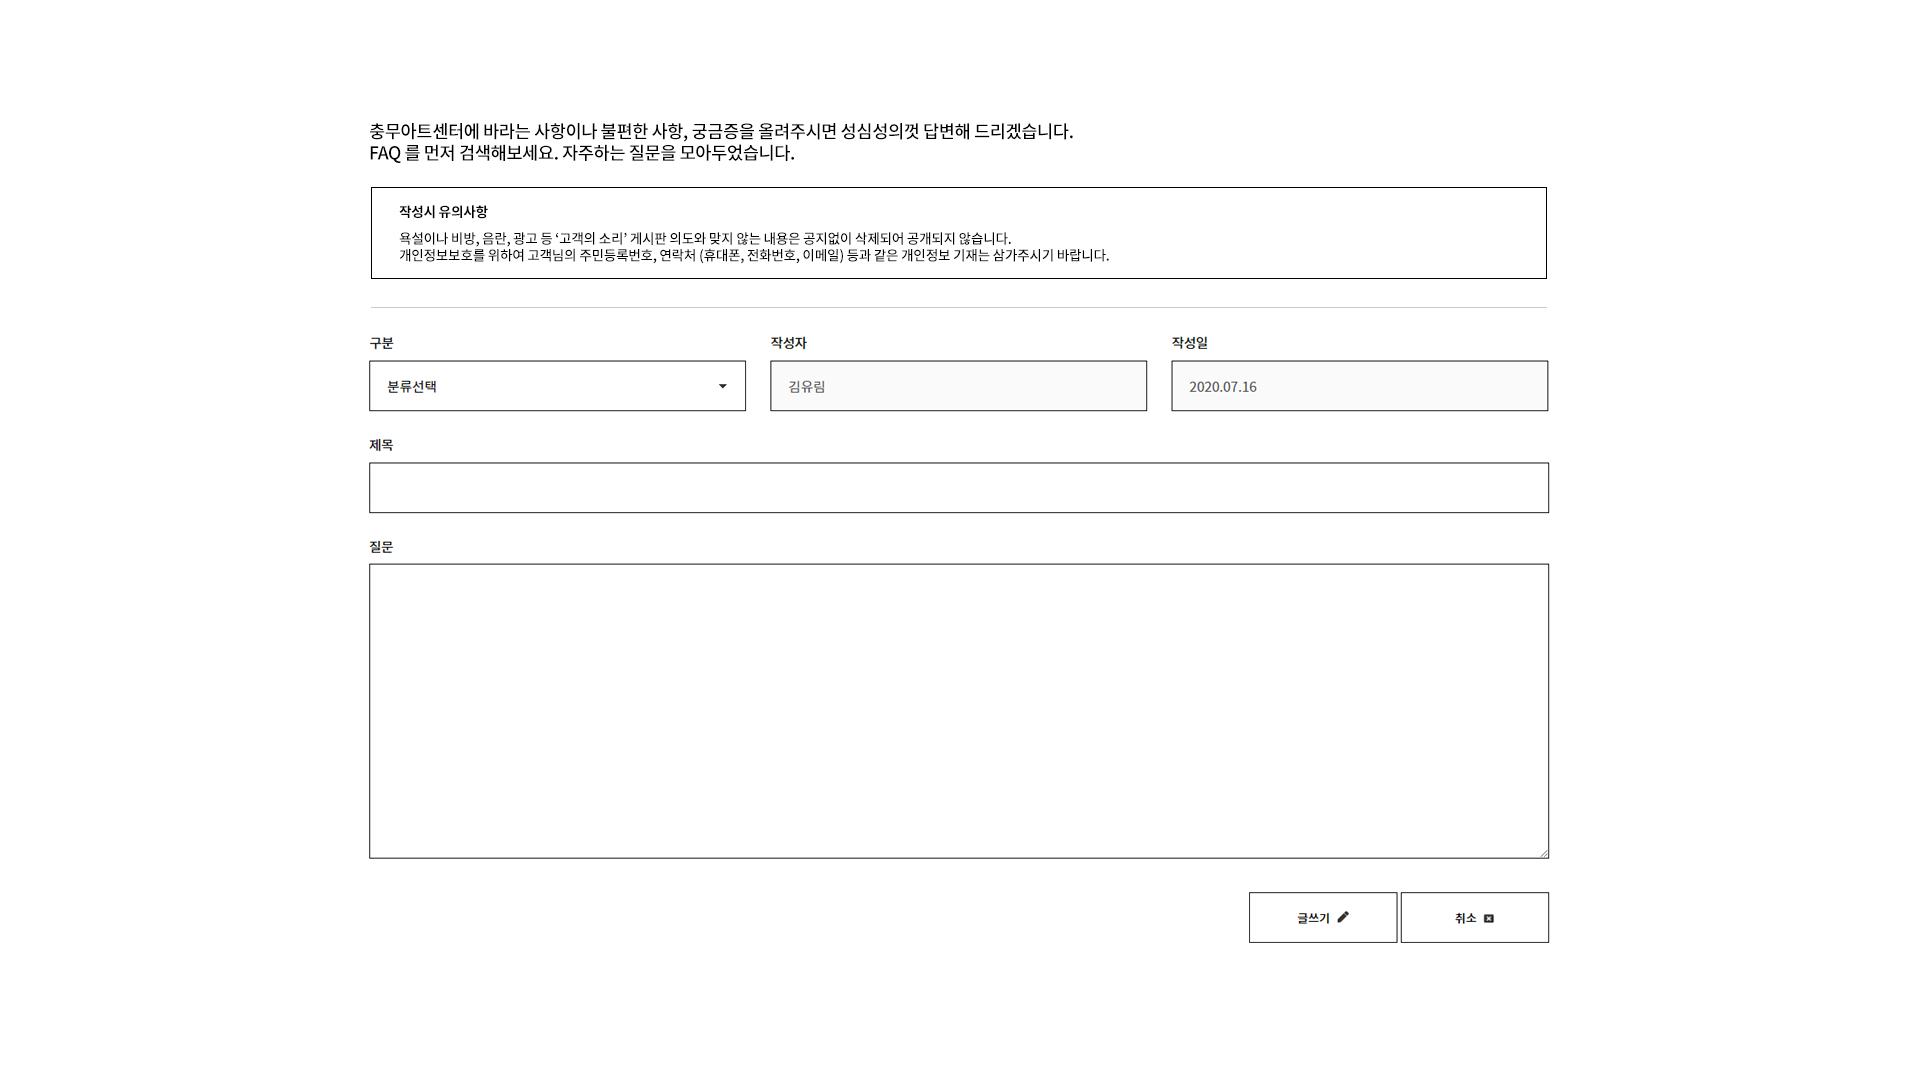 충무아트센터에 바라는 사항이나 불편한 사항, 궁금증을 올려주시면 성심성의껏 답변해 드리겠습니다.
FAQ 를 먼저 검색해보세요. 자주하는 질문을 모아두었습니다.
작성시 유의사항
욕설이나 비방, 음란, 광고 등 ‘고객의 소리’ 게시판 의도와 맞지 않는 내용은 공지없이 삭제되어 공개되지 않습니다.
개인정보보호를 위하여 고객님의 주민등록번호, 연락처 (휴대폰, 전화번호, 이메일) 등과 같은 개인정보 기재는 삼가주시기 바랍니다.
구분 작성자 작성일
분류선택 김유림 2020.07.16
제목
질문
글쓰기 취소